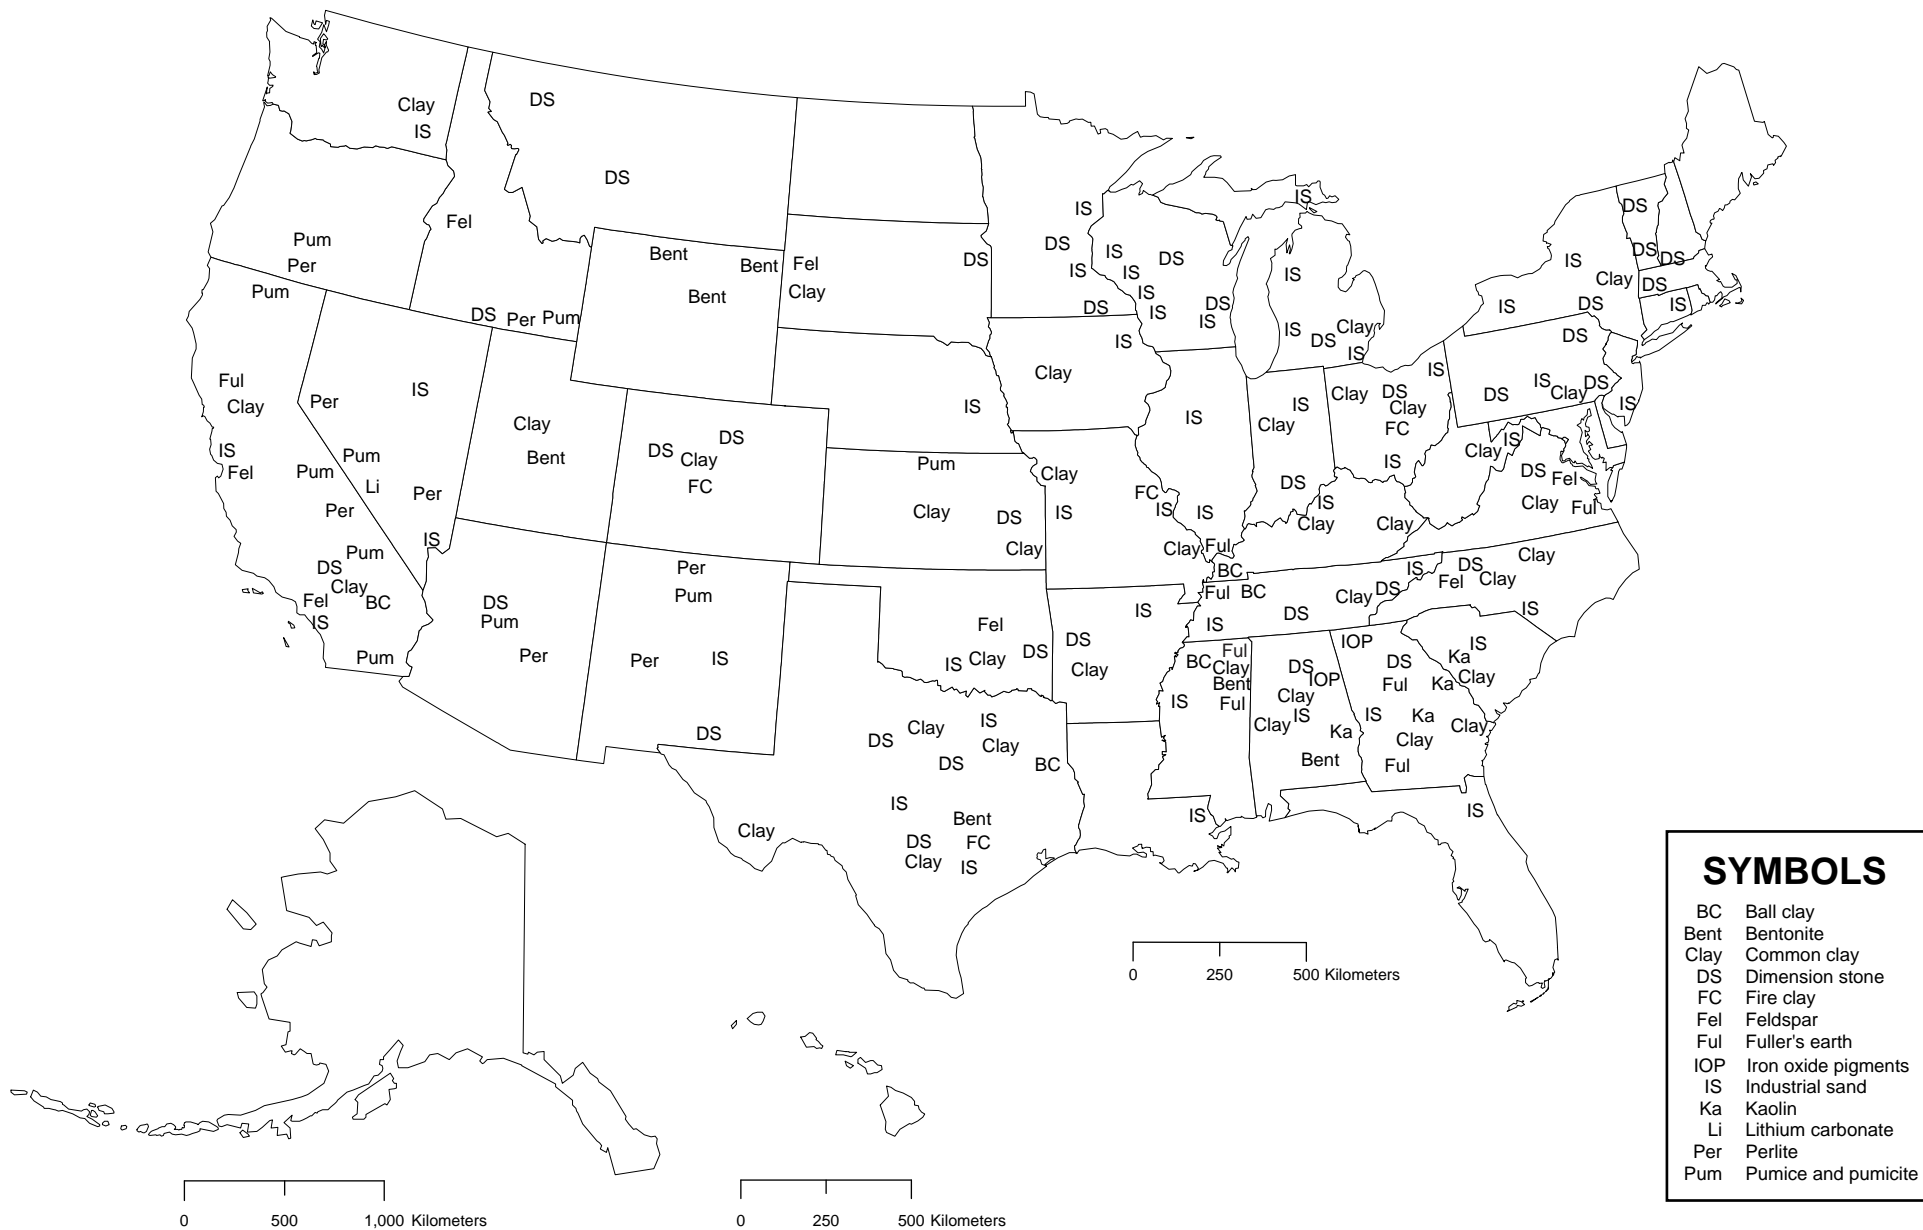 Clay
IS
Pum
Per
Fel
DS
Per
Pum
DS
DS
Bent
Bent
Bent
Fel
Clay
DS
Pum
Ful
Clay
IS
Fel
Pum
Per
Pum
DS
Clay
BC
Fel
IS
Pum
Per
IS
Pum
Li
Per
IS
Clay
Bent
DS
DS
Clay
FC
DS
Pum
Per
Per
Pum
Per
IS
DS
IS
Pum
Clay
DS
Clay
Fel
DS
IS
Clay
DS
Clay
IS
Clay
DS
BC
IS
Bent
DS
FC
Clay
IS
Clay
IS
DS
IS
DS
IS
Clay
Clay
FC
IS
IS
Clay
IS
DS
Clay
IS
IS
DS
IS
IS
IS
DS
IS
IS
IS
IS
Clay
DS
IS
IS
IS
Ful
IS
Clay
DS
IS
Clay
DS
Clay
FC
IS
IS
Clay
Clay
BC
Ful
BC
Clay
DS
DS
IS
Ful
BC
Clay
Bent
Ful
IS
DS
IOP
Clay
IS
Clay
Ka
Bent
IOP
DS
Ful
Ka
IS
Ka
Clay
Clay
Ful
IS
IS
Ka
Clay
Clay
IS
DS
Fel
Clay
IS
Clay
IS
DS
Fel
Clay
Ful
DS
IS
DS
Clay
DS
IS
IS
Clay
IS
DS
DS
DS
DS
DS
IS
SYMBOLS
BC Ball clay
Bent Bentonite
Clay Common clay
DS Dimension stone
FC Fire clay
Fel Feldspar
Ful Fuller's earth
IOP Iron oxide pigments
IS Industrial sand
Ka Kaolin
Li Lithium carbonate
Per Perlite
Pum Pumice and pumicite
0 250 500 Kilometers
0 500 1,000 Kilometers
0 250 500 Kilometers